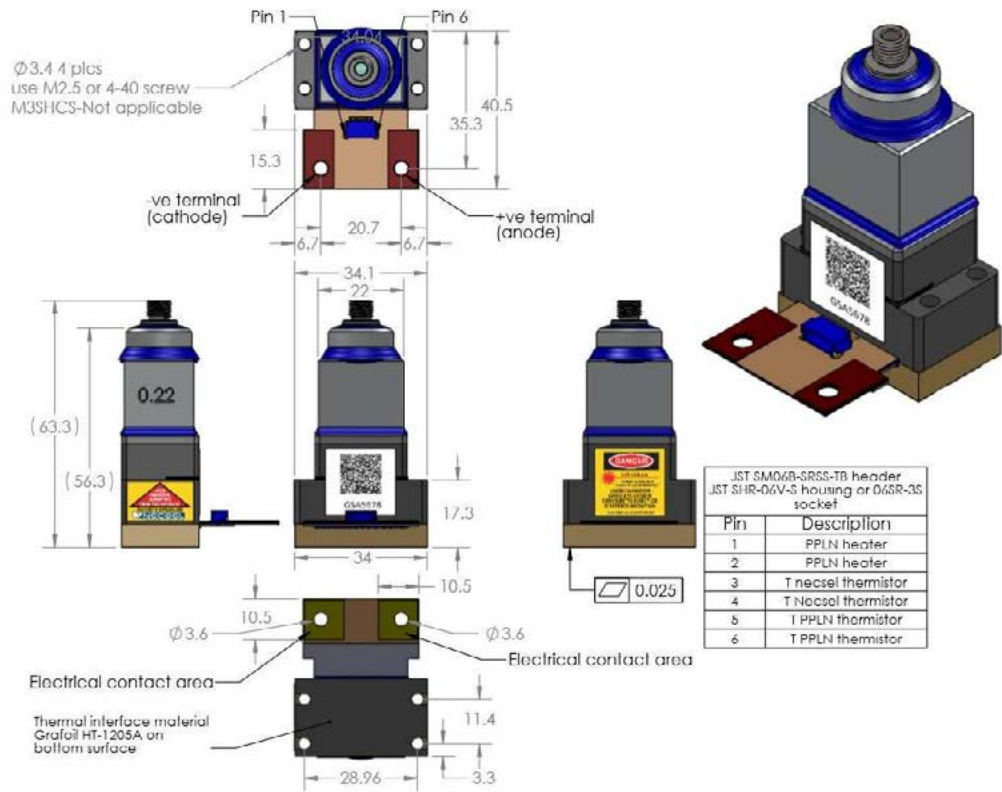 Pin 1
Pin 6
34.04
Ø3.4 4 plcs
use M2.5 or 4-40 screw
M3SHCS-Not applicable
40.5
35.3
15.3
-ve terminal
(cathode)
+ve terminal
(anode)
20.7
6.7
6.7
34.1
22
0.22
(63.3)
(56.3)
GSA5678
17.3
34
DANGER
0.025
GSA5678
JST SM06B-SRSS-TB header
JST SHR-06V-S housing or 06SR-3S
socket
Pin Description
1 PPLN heater
2 PPLN heater
3 T necsel thermistor
4 T Necsel thermistor
5 T PPLN thermistor
6 T PPLN thermistor
10.5
10.5
Ø3.6
Ø3.6
Electrical contact area
Electrical contact area
Thermal interface material
Grafoil HT-1205A on
bottom surface
11.4
28.96
3.3